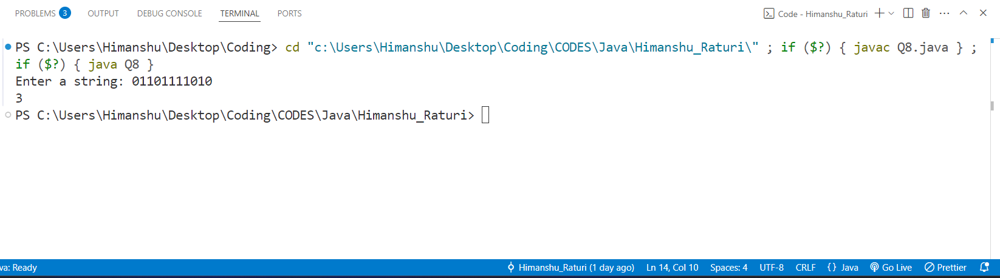 PROBLEMS 3 OUTPUT DEBUG CONSOLE TERMINAL PORTS Code - Himanshu_Raturi
PS C:\Users\Himanshu\Desktop\Coding> cd "c:\Users\Himanshu\Desktop\Coding\CODES\Java\Himanshu_Raturi\" ; if ($?) { javac Q8.java } ;
if ($?) { java Q8 }
Enter a string: 01101111010
3
PS C:\Users\Himanshu\Desktop\Coding\CODES\Java\Himanshu_Raturi>
va: Ready Himanshu_Raturi (1 day ago) Ln 14, Col 10 Spaces: 4 UTF-8 CRLF {} Java Go Live Prettier